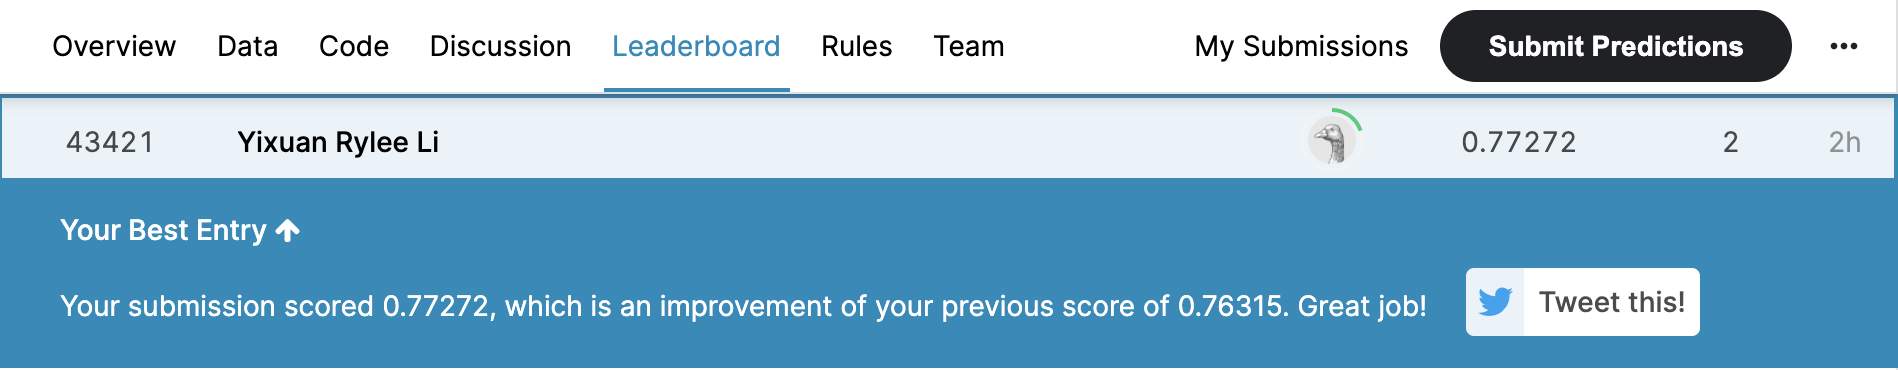 Overview Data Code Discussion Leaderboard Rules Team My Submissions Submit Predictions •••
43421 Yixuan Rylee Li 0.77272 2 2h
Your Best Entry
Your submission scored 0.77272, which is an improvement of your previous score of 0.76315. Great job! Tweet this!